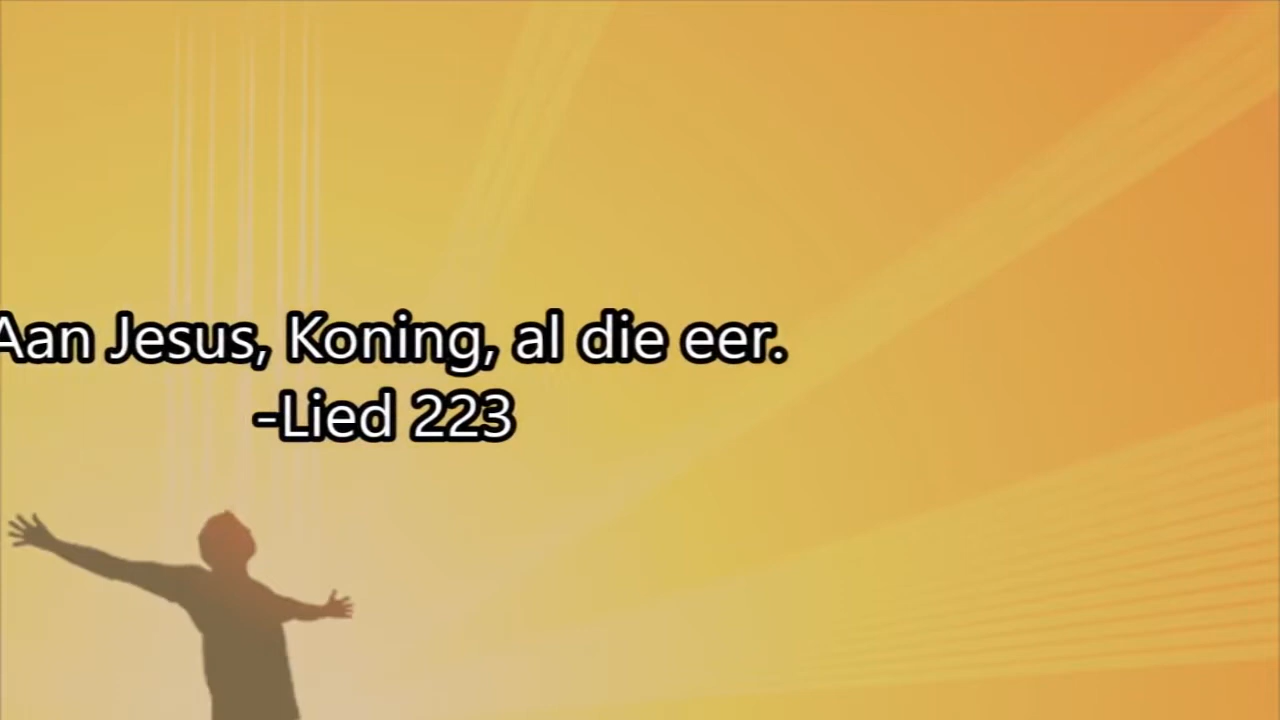 Aan Jesus, Koning, al die eer.
-Lied 223